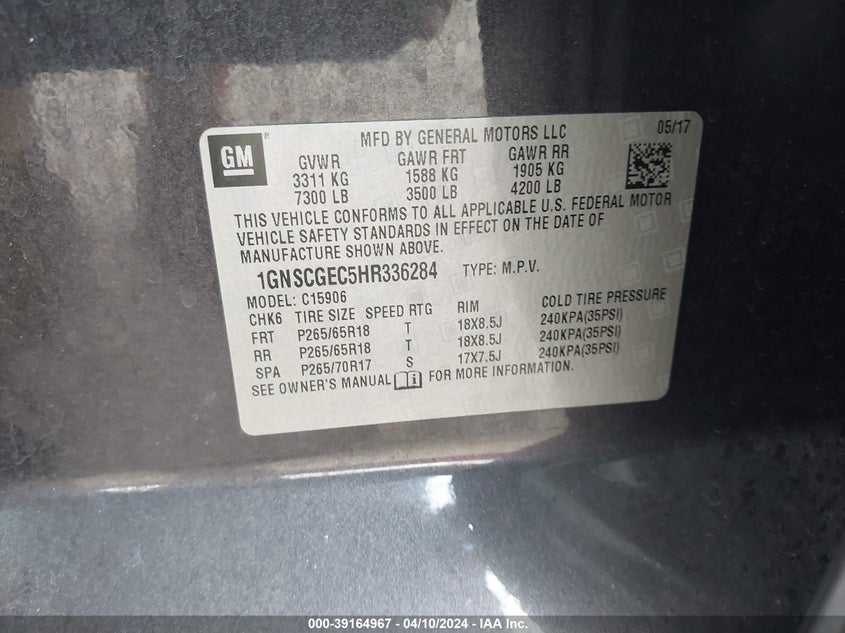 MFD BY GENERAL MOTORS LLC 05/17
GM ®
GVWR GAWR FRT GAWR RR
3311 KG 1588 KG 1905 KG
7300 LB 3500 LB 4200 LB
THIS VEHICLE CONFORMS TO ALL APPLICABLE U.S. FEDERAL MOTOR
VEHICLE SAFETY STANDARDS IN EFFECT ON THE DATE OF
MANUFACTURE SHOWN ABOVE.
1GNSCGEC5HR336284 TYPE: M.P.V.
MODEL: C15906
CHK6 TIRE SIZE SPEED RTG RIM COLD TIRE PRESSURE
FRT P265/65R18 T 18X8.5J 240KPA(35PSI)
RR P265/65R18 T 18X8.5J 240KPA(35PSI)
SPA P265/70R17 S 17X7.5J 240KPA(35PSI)
SEE OWNER'S MANUAL i FOR MORE INFORMATION.
000-39164967 - 04/10/2024 - IAA Inc.